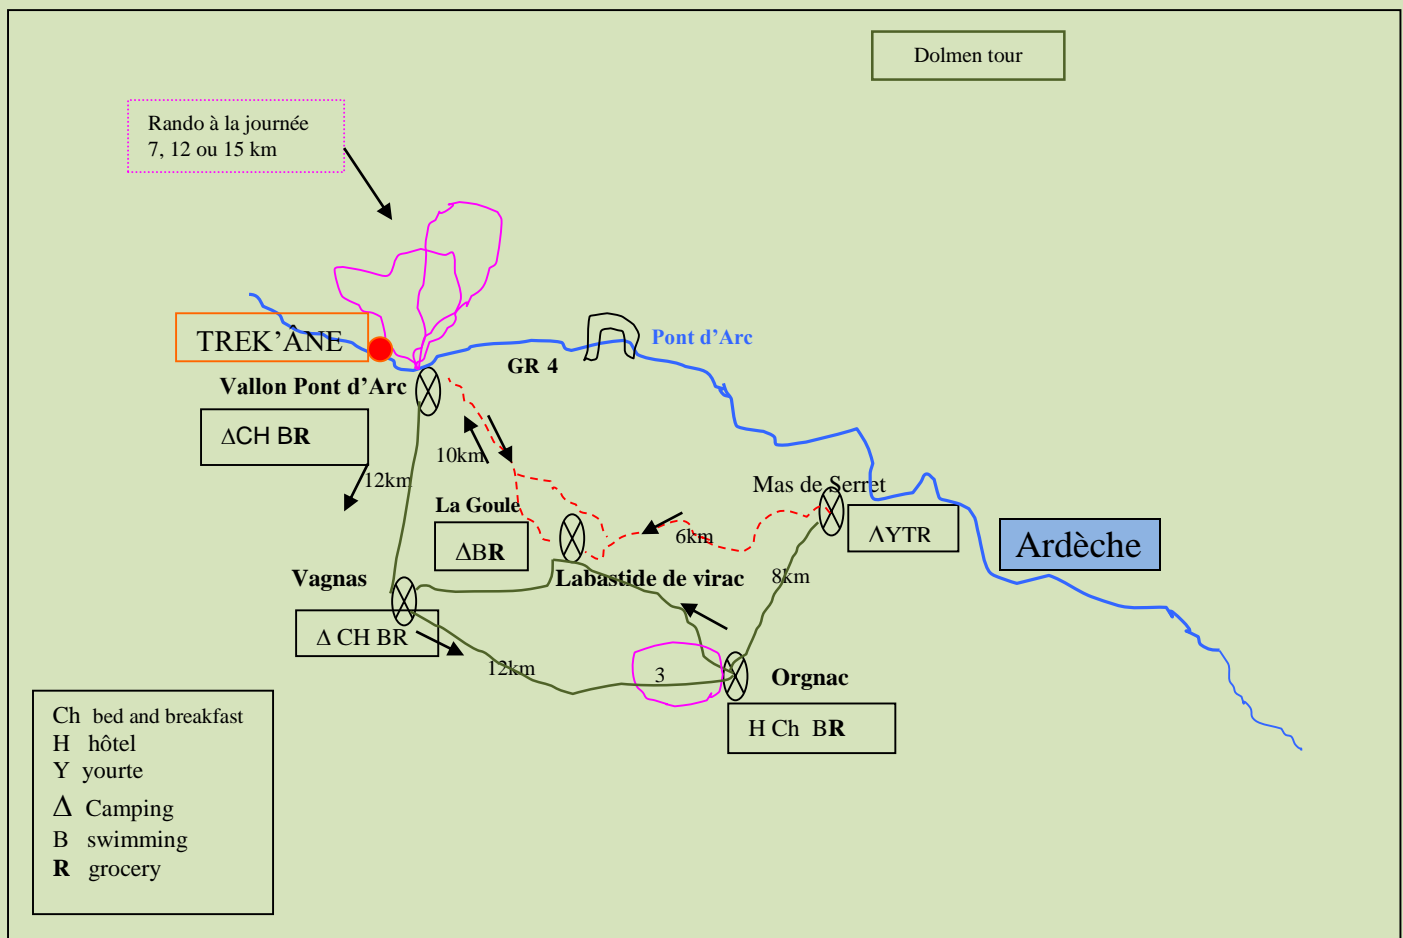 Dolmen tour
Rando à la journée
7, 12 ou 15 km
TREK’ÂNE
Pont d’Arc
GR 4
Vallon Pont d’Arc
ΔCH BR
10km
12km
Mas de Serret
La Goule
ΔBR
6km
ΛYTR
Ardèche
Vagnas
Labastide de virac
8km
Δ CH BR
12km
3
Orgnac
H Ch BR
Ch bed and breakfast
H hôtel
Y yourte
Δ Camping
B swimming
R grocery